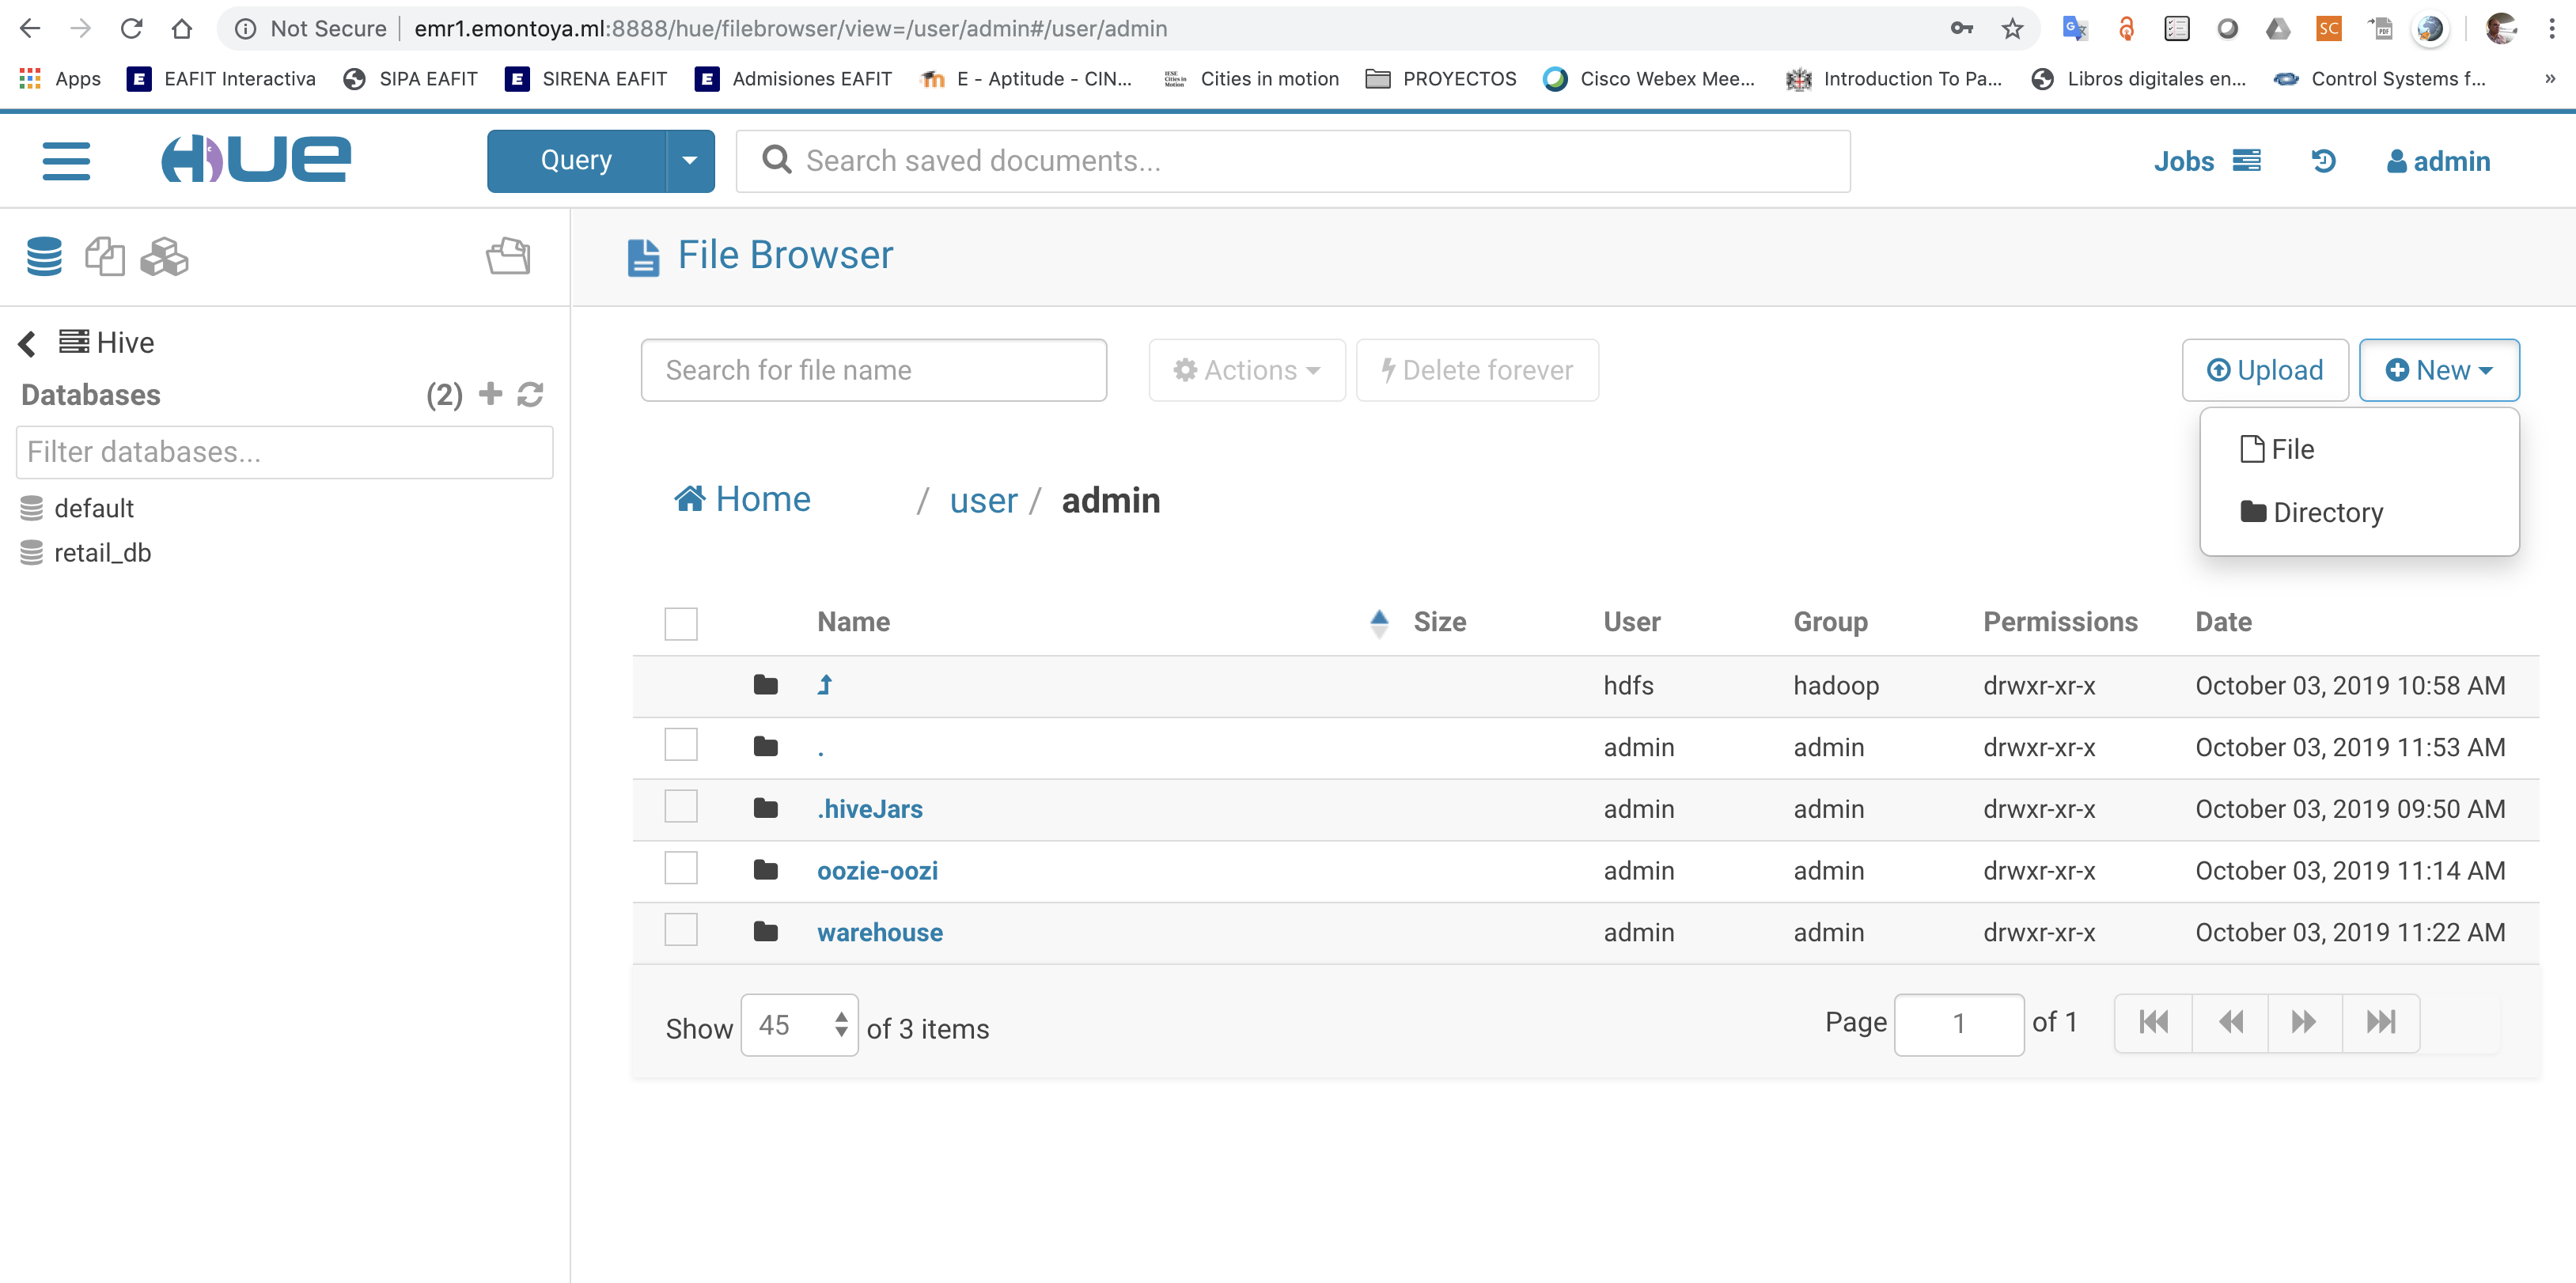 Not Secure emr1.emontoya.ml:8888/hue/filebrowser/view=/user/admin#/user/admin
Apps EAFIT Interactiva SIPA EAFIT SIRENA EAFIT Admisiones EAFIT E - Aptitude - CIN... Cities in motion PROYECTOS Cisco Webex Mee... Introduction To Pa... Libros digitales en... Control Systems f... »
HUE Query Search saved documents... Jobs admin
File Browser
Hive
Databases (2)
Filter databases...
default
retail_db
Search for file name Actions Delete forever Upload New
File
Directory
Home / user / admin
Name Size User Group Permissions Date
hdfs hadoop drwxr-xr-x October 03, 2019 10:58 AM
. admin admin drwxr-xr-x October 03, 2019 11:53 AM
.hiveJars admin admin drwxr-xr-x October 03, 2019 09:50 AM
oozie-oozi admin admin drwxr-xr-x October 03, 2019 11:14 AM
warehouse admin admin drwxr-xr-x October 03, 2019 11:22 AM
Show 45 of 3 items Page 1 of 1